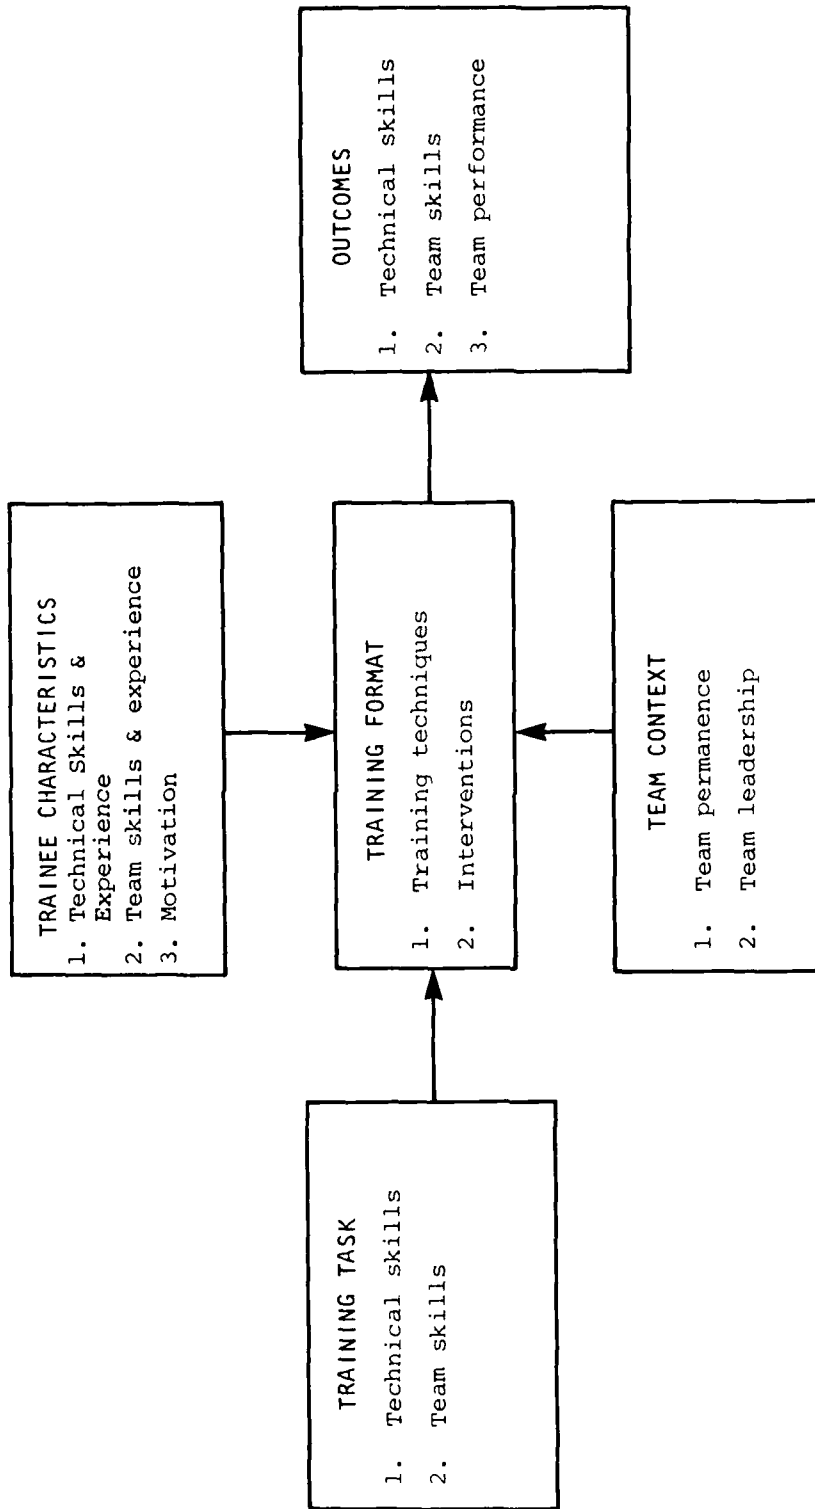 TRAINEE CHARACTERISTICS
1. Technical Skills &
Experience
2. Team skills & experience
3. Motivation
TRAINING TASK
1. Technical skills
2. Team skills
TRAINING FORMAT
1. Training techniques
2. Interventions
OUTCOMES
1. Technical skills
2. Team skills
3. Team performance
TEAM CONTEXT
1. Team permanence
2. Team leadership